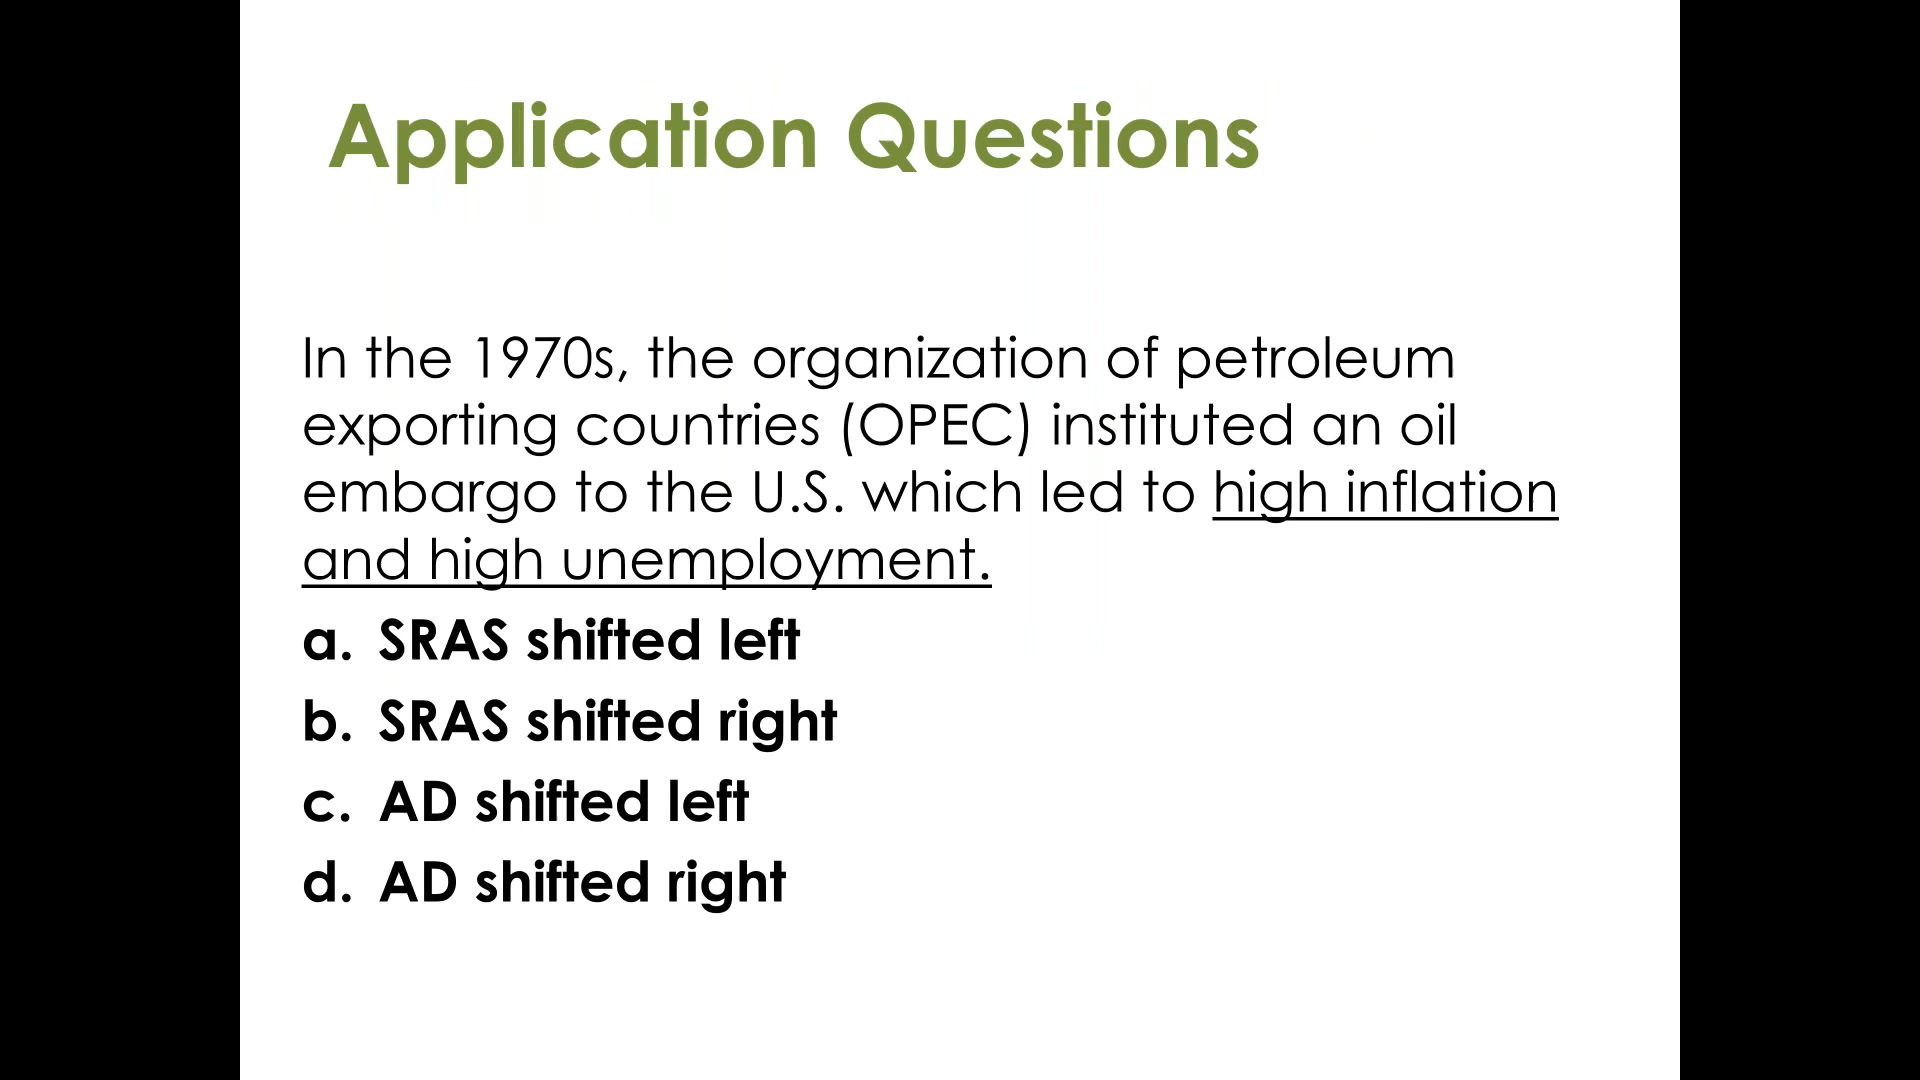 Application Questions
In the 1970s, the organization of petroleum
exporting countries (OPEC) instituted an oil
embargo to the U.S. which led to high inflation
and high unemployment.
a. SRAS shifted left
b. SRAS shifted right
c. AD shifted left
d. AD shifted right